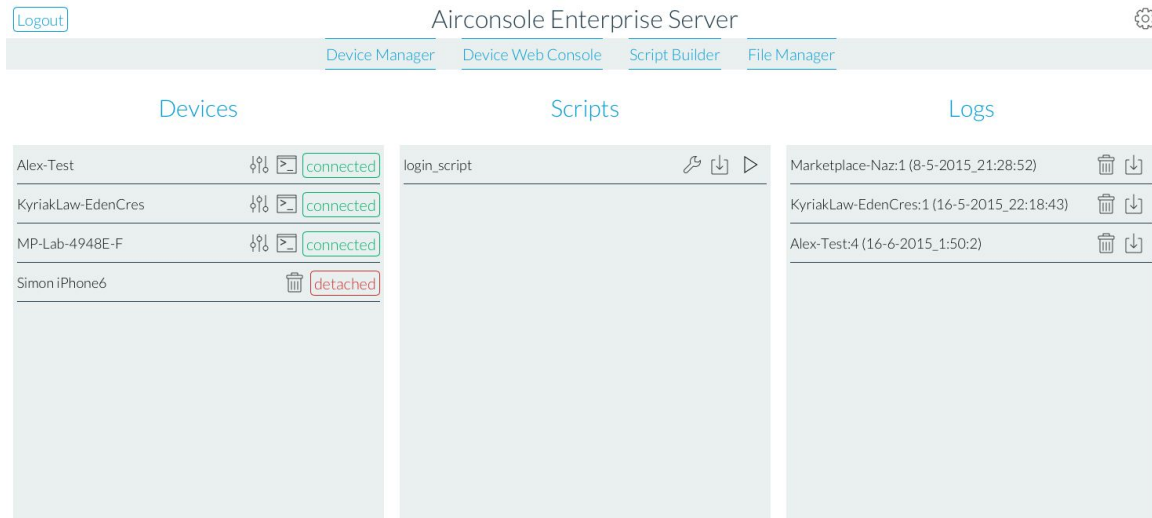 Logout
Airconsole Enterprise Server
Device Manager Device Web Console Script Builder File Manager
Devices
Alex-Test connected
KyriakLaw-EdenCres connected
MP-Lab-4948E-F connected
Simon iPhone6 detached
Scripts
login_script
Logs
Marketplace-Naz:1 (8-5-2015_21:28:52)
KyriakLaw-EdenCres:1 (16-5-2015_22:18:43)
Alex-Test:4 (16-6-2015_1:50:2)